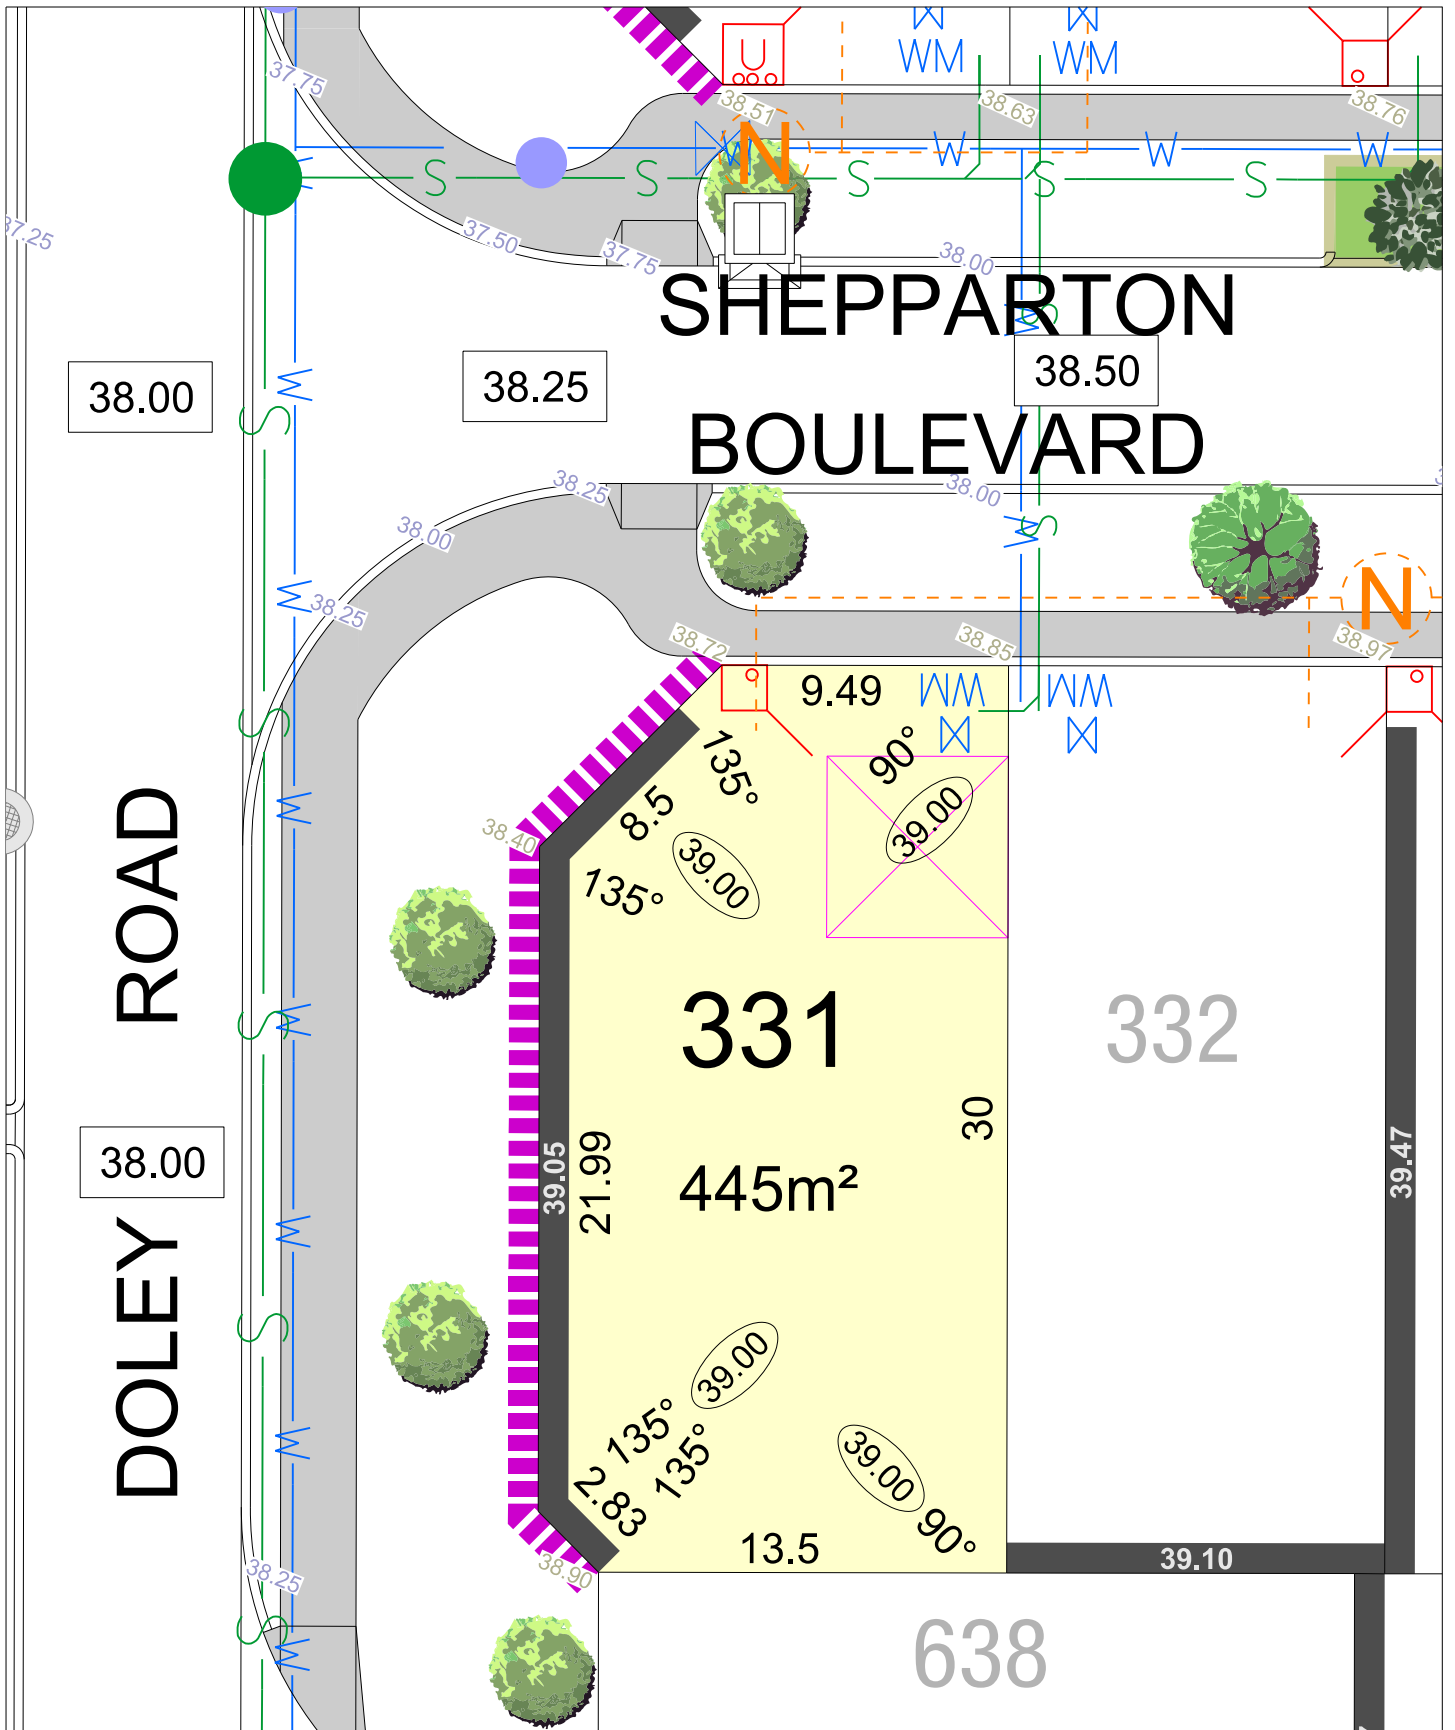 37.75
WM
WM
38.51
38.63
38.76
N
W
W
W
W
S
S
S
S
S
37.25
37.50
37.75
38.00
SHEPPARTON
W
S
38.00
38.25
38.50
W
S
BOULEVARD
38.25
38.00
38.00
W
S
W
38.25
N
38.72
38.85
38.97
9.49
WM
WM
S
135°
90°
8.5
39.00
W
38.40
39.00
135°
ROAD
331
332
W
S
30
39.05
21.99
445m²
39.47
38.00
DOLEY
W
S
39.00
135°
135°
W
39.00
2.83
90°
13.5
39.10
38.90
38.25
S
W
638